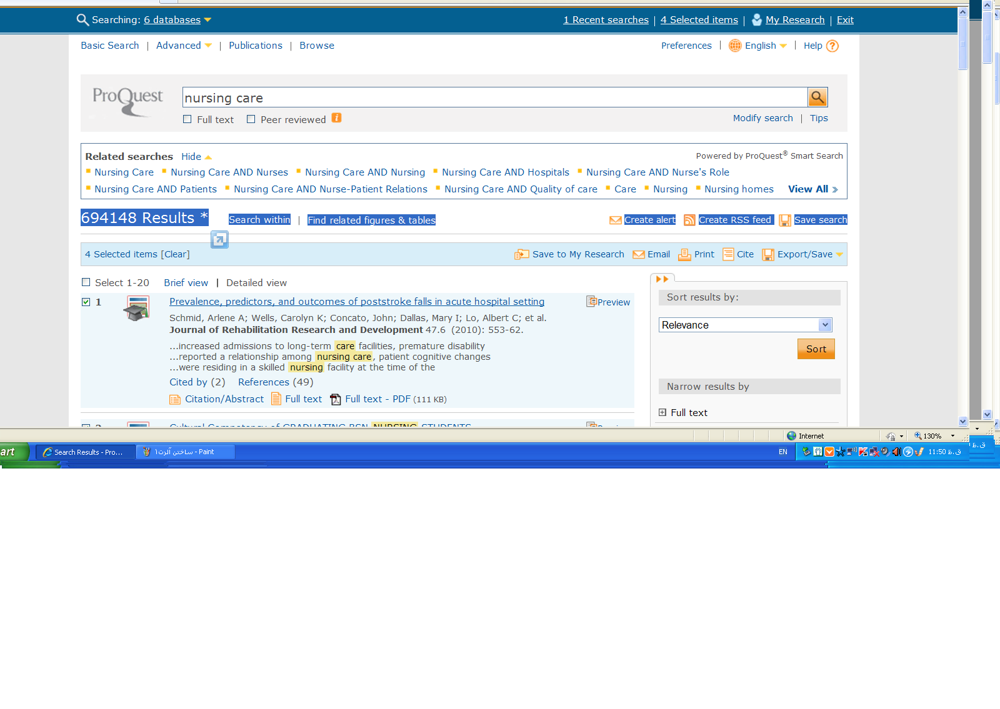 Searching: 6 databases 1 Recent searches | 4 Selected items | My Research | Exit
Basic Search | Advanced | Publications | Browse Preferences | English | Help ?
ProQuest nursing care
Full text Peer reviewed i Modify search | Tips
Related searches Hide Powered by ProQuest® Smart Search
Nursing Care Nursing Care AND Nurses Nursing Care AND Nursing Nursing Care AND Hospitals Nursing Care AND Nurse's Role
Nursing Care AND Patients Nursing Care AND Nurse-Patient Relations Nursing Care AND Quality of care Care Nursing Nursing homes View All
694148 Results * Search within | Find related figures & tables Create alert Create RSS feed Save search
4 Selected items [Clear] Save to My Research Email Print Cite Export/Save
Select 1-20 Brief view | Detailed view
1 Prevalence, predictors, and outcomes of poststroke falls in acute hospital setting Preview
Schmid, Arlene A; Wells, Carolyn K; Concato, John; Dallas, Mary I; Lo, Albert C; et al.
Journal of Rehabilitation Research and Development 47.6 (2010): 553-62.
...increased admissions to long-term care facilities, premature disability
...reported a relationship among nursing care, patient cognitive changes
...were residing in a skilled nursing facility at the time of the
Cited by (2) References (49)
Citation/Abstract Full text Full text - PDF (111 KB)
Sort results by:
Relevance
Sort
Narrow results by
Full text
Cultural Competency of GRADUATING BSN NURSING STUDENTS
Internet 130%
art Search Results - Pro... ساختن آلرت۱ - Paint EN 11:50 ق.ظ